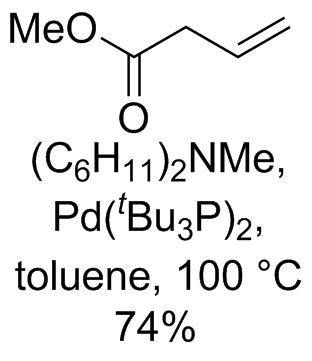 MeO
O
(C₆H₁₁)₂NMe,
Pd(ᵗBu₃P)₂,
toluene, 100 °C
74%